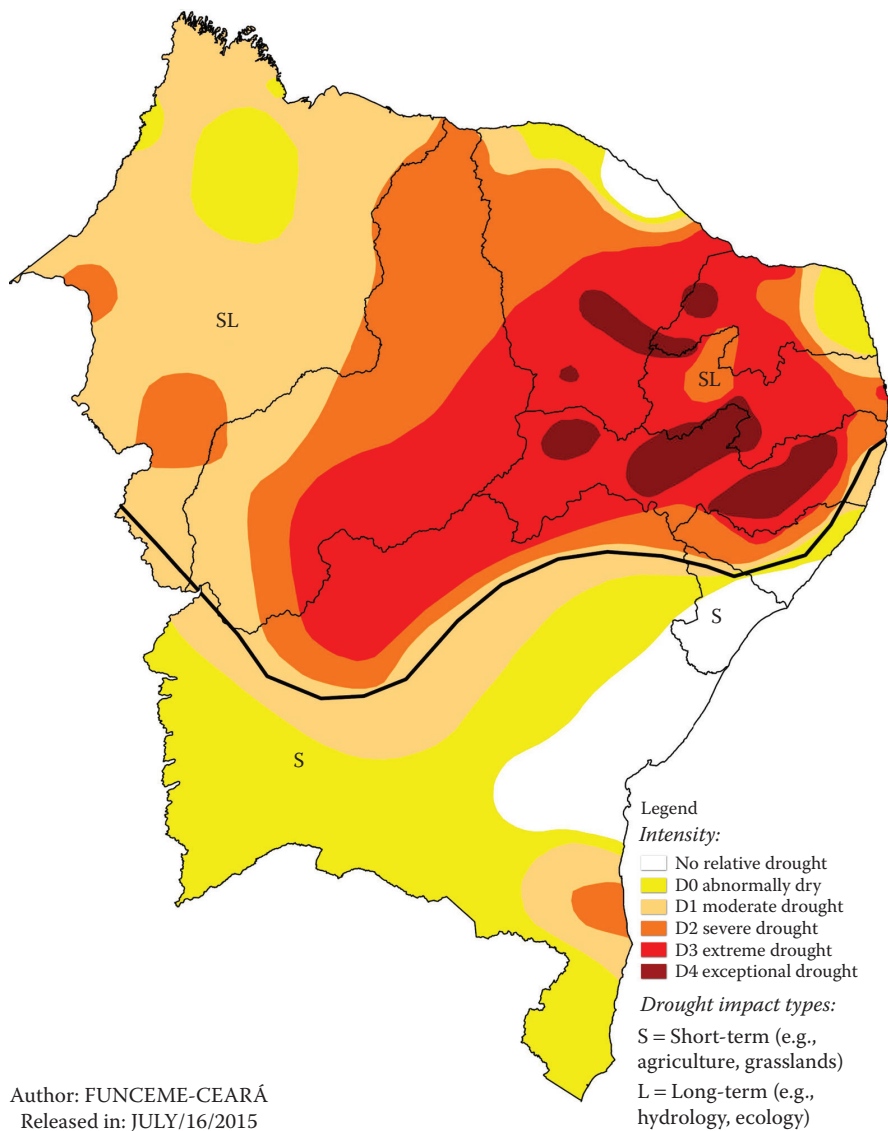 SL
SL
S
S
Legend
Intensity:
No relative drought
D0 abnormally dry
D1 moderate drought
D2 severe drought
D3 extreme drought
D4 exceptional drought
Drought impact types:
S = Short-term (e.g.,
agriculture, grasslands)
L = Long-term (e.g.,
hydrology, ecology)
Author: FUNCEME-CEARÁ
Released in: JULY/16/2015